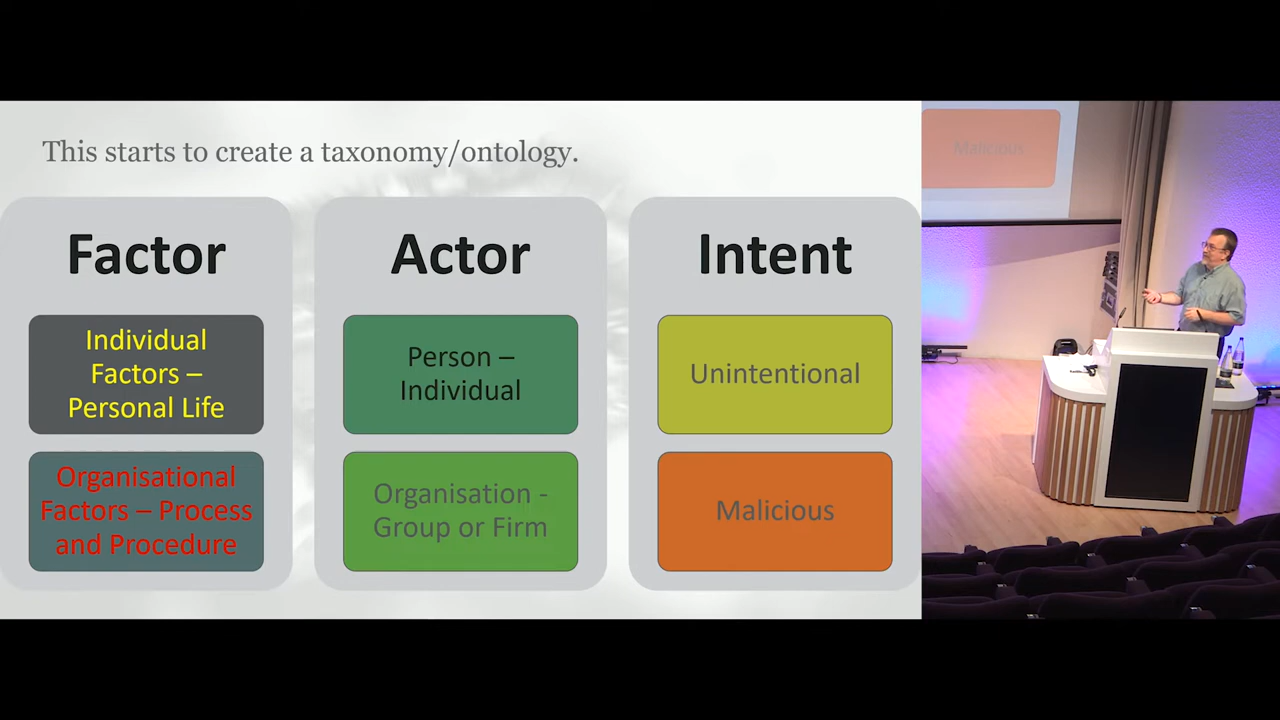 This starts to create a taxonomy/ontology.
Factor
Individual
Factors –
Personal Life
Organisational
Factors – Process
and Procedure
Actor
Person –
Individual
Organisation -
Group or Firm
Intent
Unintentional
Malicious
Malicious